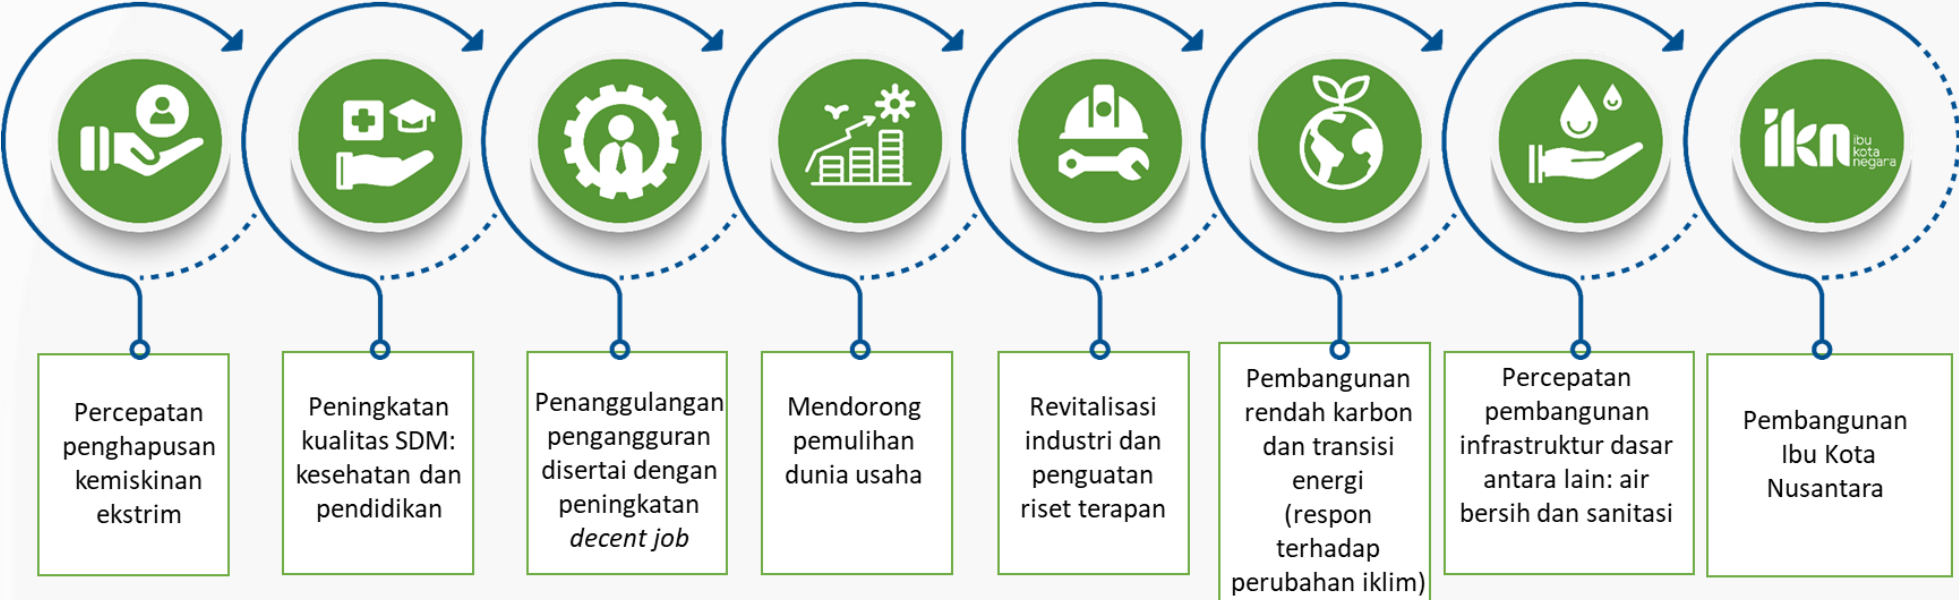 ikn
ibu
kota
negara
Percepatan
penghapusan
kemiskinan
ekstrim
Peningkatan
kualitas SDM:
kesehatan dan
pendidikan
Penanggulangan
pengangguran
disertai dengan
peningkatan
decent job
Mendorong
pemulihan
dunia usaha
Revitalisasi
industri dan
penguatan
riset terapan
Pembangunan
rendah karbon
dan transisi
energi
(respon
terhadap
perubahan iklim)
Percepatan
pembangunan
infrastruktur dasar
antara lain: air
bersih dan sanitasi
Pembangunan
Ibu Kota
Nusantara